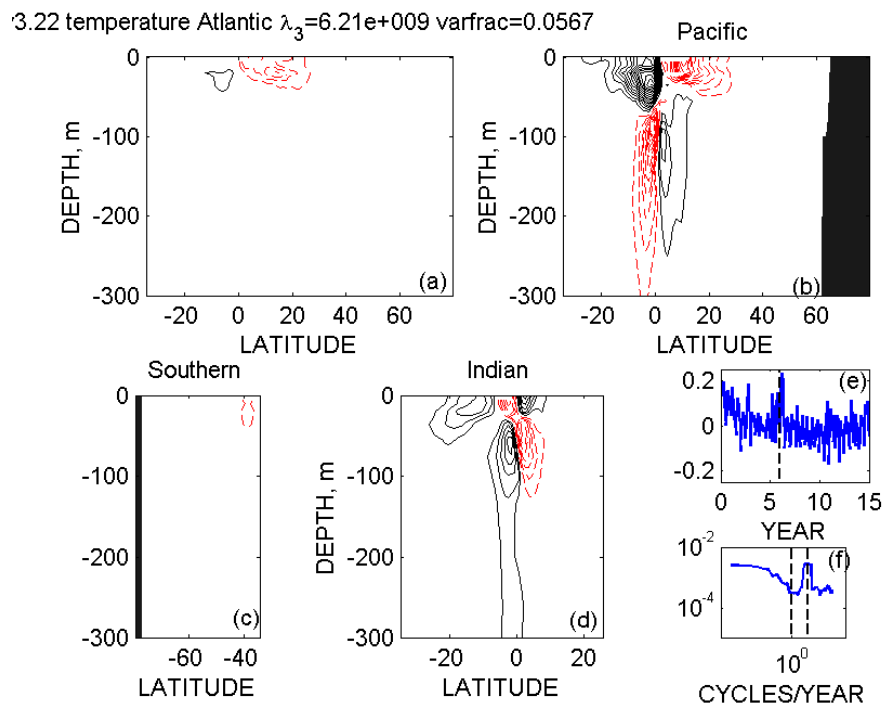 v3.22 temperature Atlantic λ₃=6.21e+009 varfrac=0.0567
Pacific
0
-100
-200
-300
DEPTH, m
-20 0 20 40 60
LATITUDE
(a)
0
-100
-200
-300
DEPTH, m
-20 0 20 40 60
LATITUDE
(b)
Southern
0
-100
-200
-300
-60 -40
LATITUDE
(c)
Indian
0
-100
-200
-300
DEPTH, m
-20 0 20
LATITUDE
(d)
0.2
0
-0.2
0 5 10 15
YEAR
(e)
10⁻²
10⁻⁴
10⁰
CYCLES/YEAR
(f)